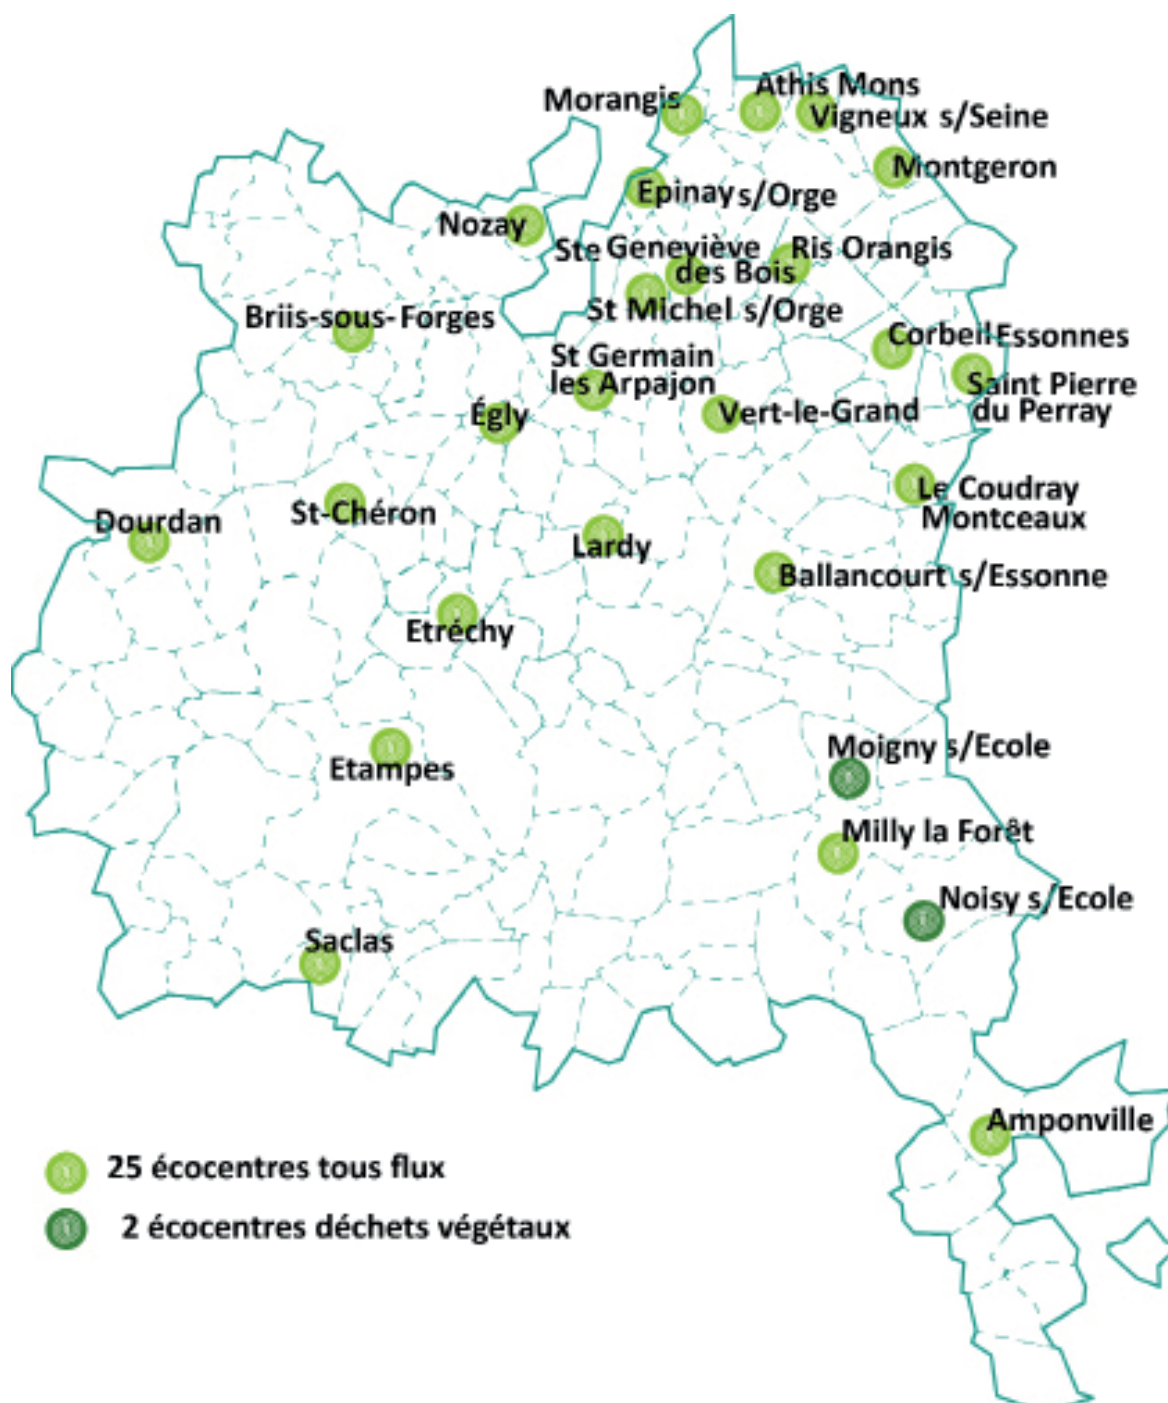 Athis Mons
Morangis
Vigneux s/Seine
Montgeron
Epinay s/Orge
Nozay
Ste Geneviève
des Bois
Ris Orangis
St Michel s/Orge
Briis-sous-Forges
Corbeil Essonnes
St Germain
les Arpajon
Saint Pierre
du Perray
Égly
Vert-le-Grand
Le Coudray
Montceaux
St-Chéron
Dourdan
Lardy
Ballancourt s/Essonne
Etréchy
Moigny s/Ecole
Etampes
Milly la Forêt
Noisy s/Ecole
Saclas
Amponville
25 écocentres tous flux
2 écocentres déchets végétaux